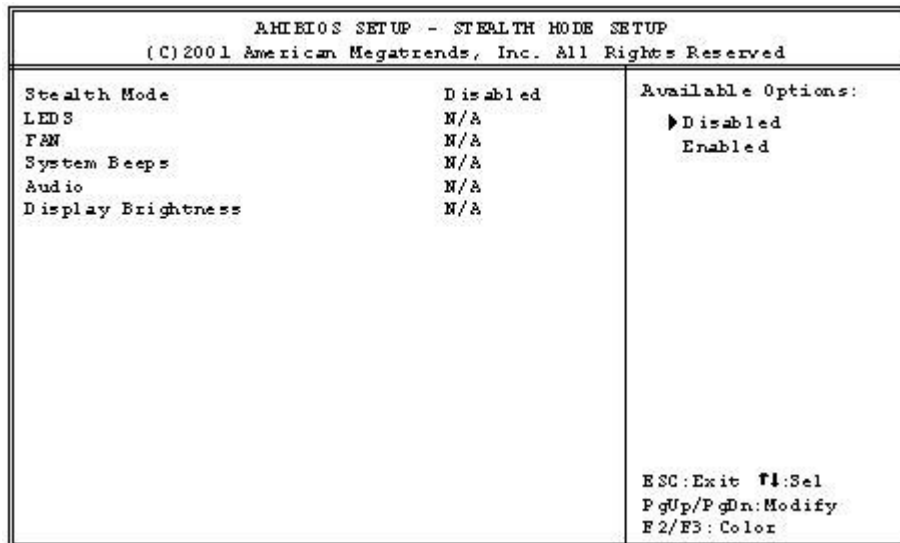 AMIBIOS SETUP - STEALTH MODE SETUP
(C)2001 American Megatrends, Inc. All Rights Reserved
Stealth Mode Disabled
LEDS N/A
FAN N/A
System Beeps N/A
Audio N/A
Display Brightness N/A
Available Options:
▶Disabled
Enabled
ESC:Exit ↑↓:Sel
PgUp/PgDn:Modify
F2/F3:Color